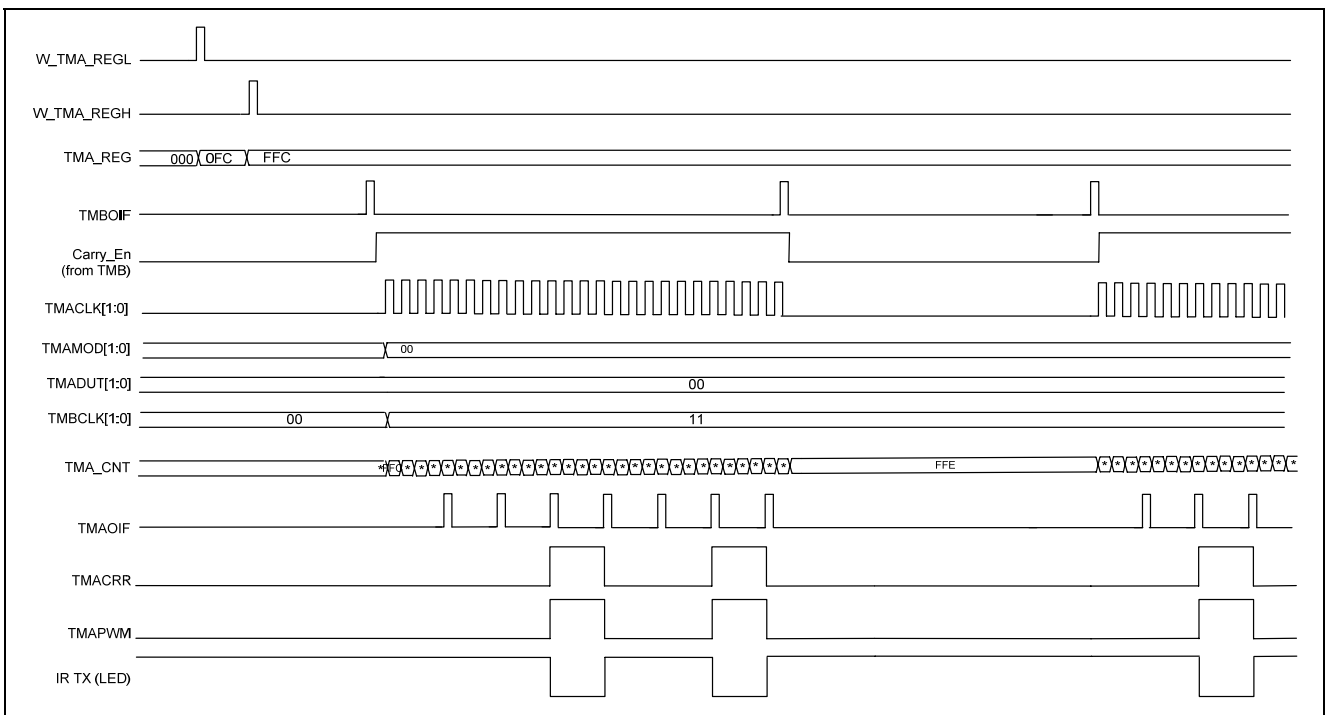 W_TMA_REGL
W_TMA_REGH
TMA_REG 000 0FC FFC
TMBOIF
Carry_En
(from TMB)
TMACLK[1:0]
TMAMOD[1:0] 00
TMADUT[1:0] 00
TMBCLK[1:0] 00 11
TMA_CNT * FFC * * * * * * * * * * * * * * * * * * * * * * * * FFE * * * * * * * * * * * * * * *
TMAOIF
TMACRR
TMAPWM
IR TX (LED)